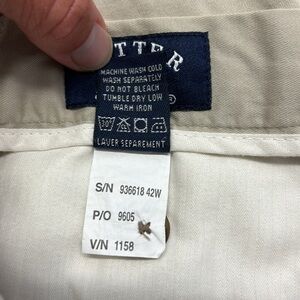 TTER
MACHINE WASH COLD
WASH SEPARATELY
DO NOT BLEACH
TUMBLE DRY LOW
WARM IRON
30°
LAVER SEPAREMENT
®
S/N 936618 42W
P/O 9605
V/N 1158